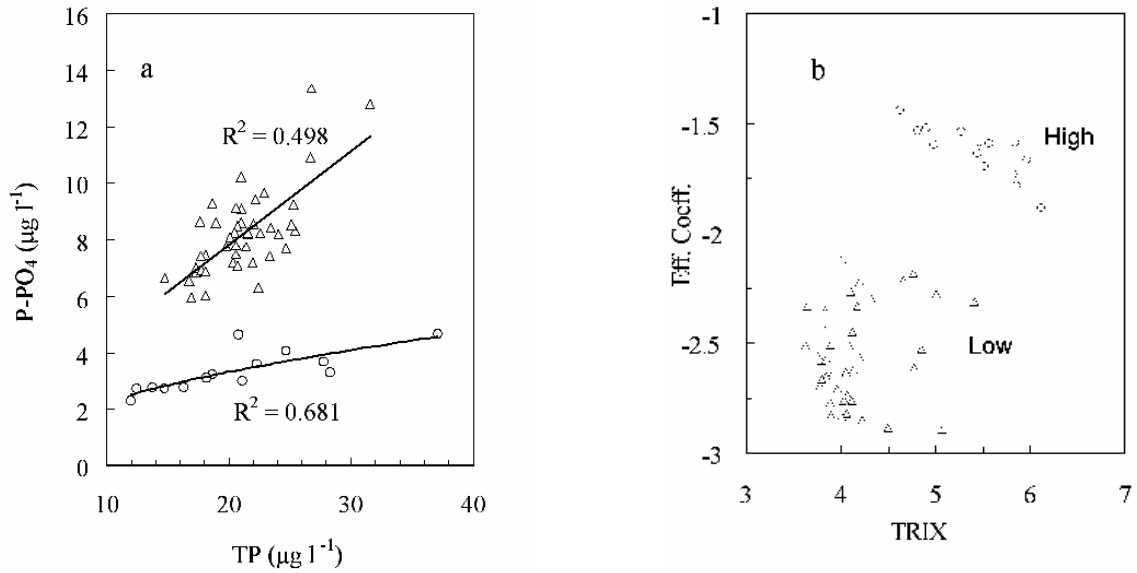 a
16
14
12
10
8
6
4
2
0
R² = 0.498
R² = 0.681
P-PO₄ (µg l⁻¹)
10 20 30 40
TP (µg l⁻¹)
b
-1
-1.5
-2
-2.5
-3
High
Low
Eff. Coeff.
3 4 5 6 7
TRIX